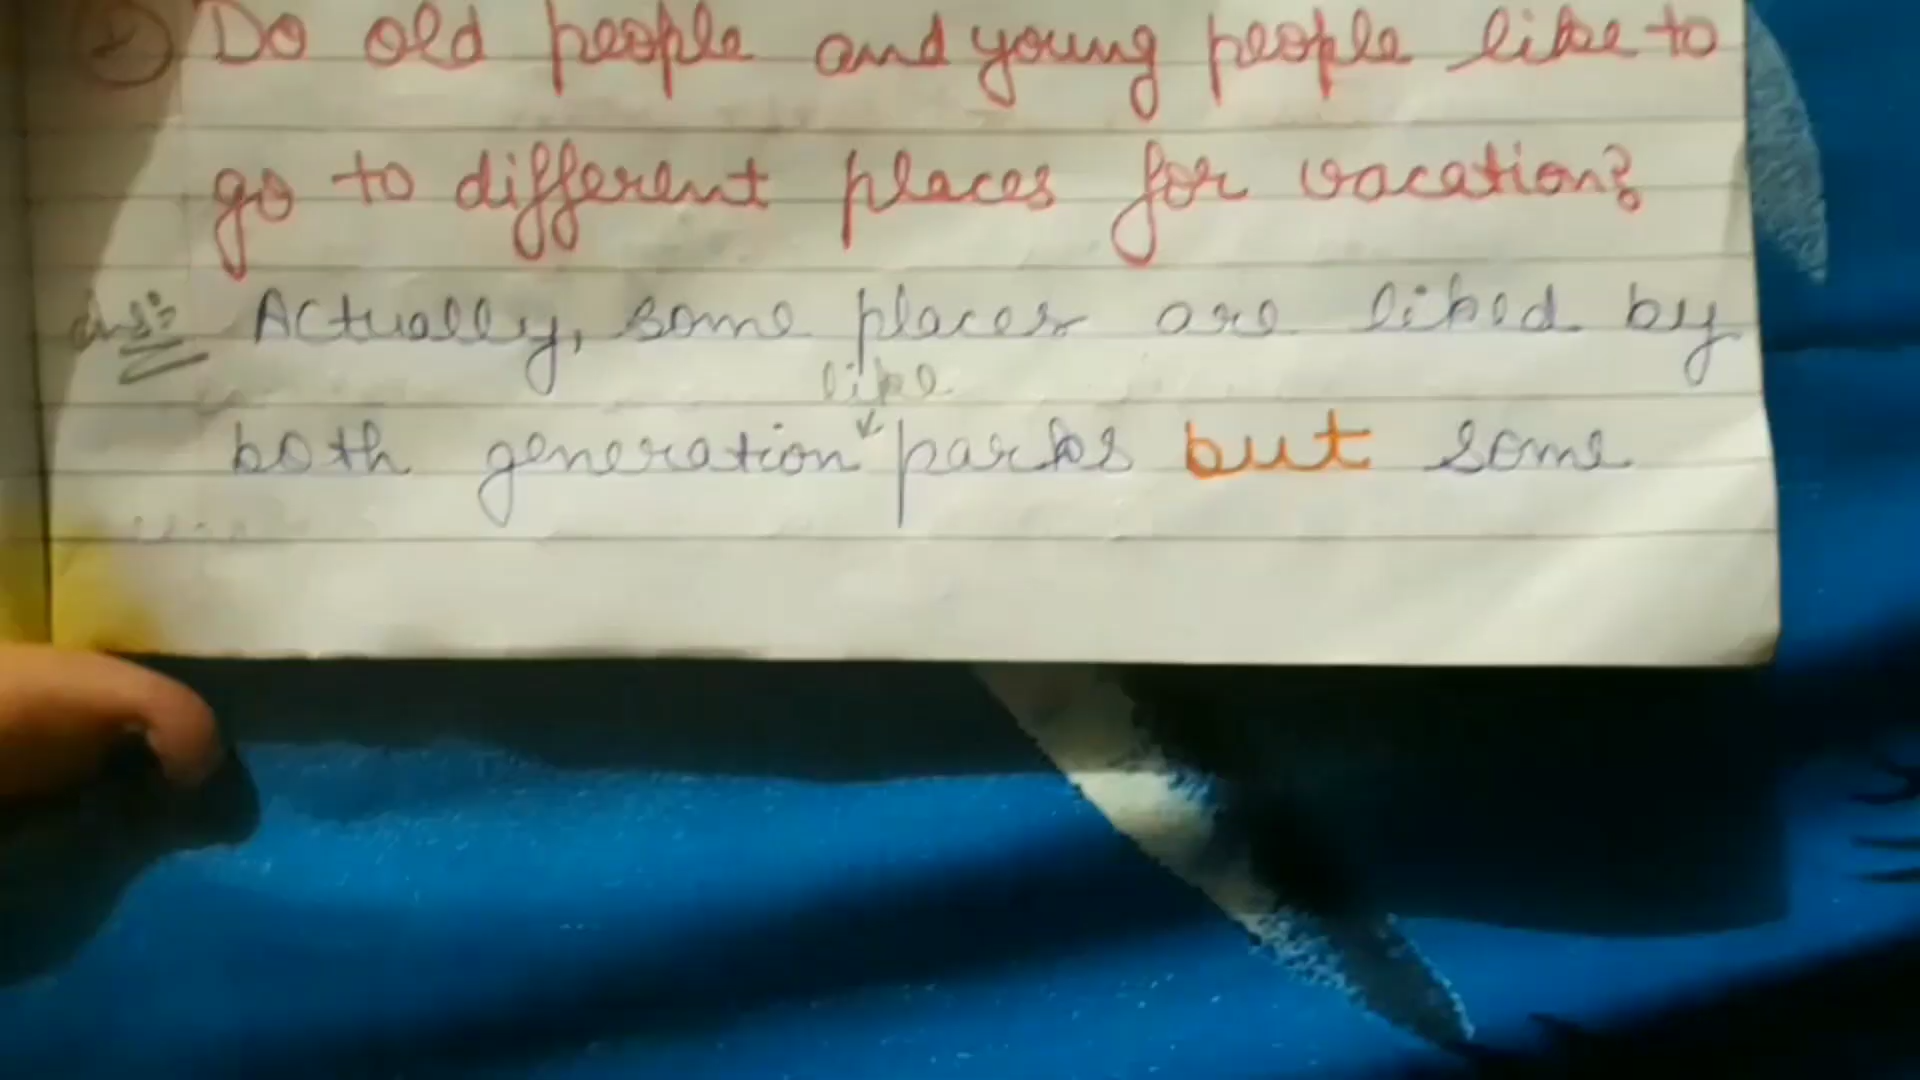 Do old people and young people like to
go to different places for vacation?
Ans:- Actually, some places are liked by
like
both generation parks but some